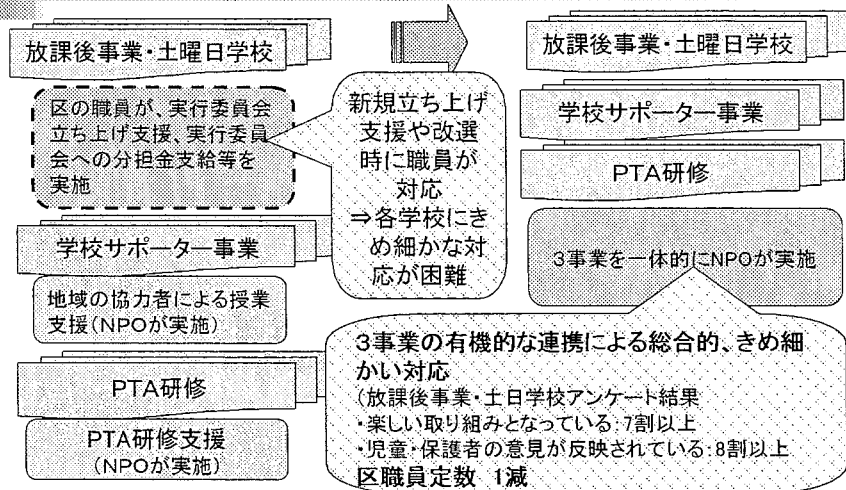 放課後事業・土曜日学校
区の職員が、実行委員会
立ち上げ支援、実行委員
会への分担金支給等を
実施
学校サポーター事業
地域の協力者による授業
支援(NPOが実施)
PTA研修
PTA研修支援
(NPOが実施)
新規立ち上げ
支援や改選
時に職員が
対応
⇒各学校にき
め細かな対
応が困難
放課後事業・土曜日学校
学校サポーター事業
PTA研修
3事業を一体的にNPOが実施
3事業の有機的な連携による総合的、きめ細
かい対応
(放課後事業・土日学校アンケート結果
・楽しい取り組みとなっている:7割以上
・児童・保護者の意見が反映されている:8割以上
区職員定数 1減